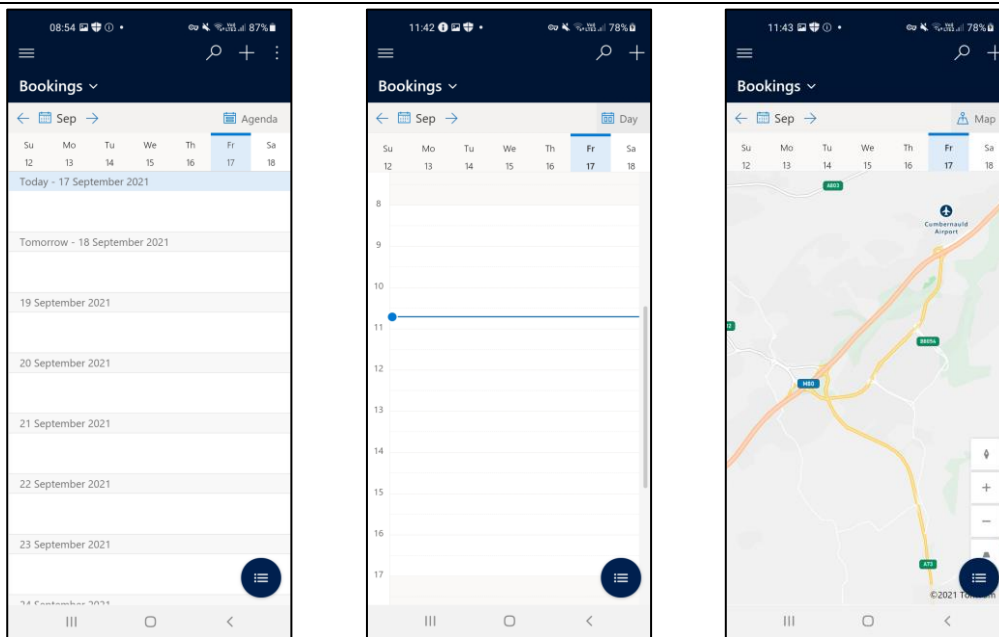 08:54
87%
Bookings
Sep
Agenda
Su Mo Tu We Th Fr Sa
12 13 14 15 16 17 18
Today - 17 September 2021
Tomorrow - 18 September 2021
19 September 2021
20 September 2021
21 September 2021
22 September 2021
23 September 2021
24 September 2021
11:42
78%
Bookings
Sep
Day
Su Mo Tu We Th Fr Sa
12 13 14 15 16 17 18
8
9
10
11
12
13
14
15
16
17
11:43
78%
Bookings
Sep
Map
Su Mo Tu We Th Fr Sa
12 13 14 15 16 17 18
A803
Cumbernauld
Airport
B8054
M80
A73
©2021